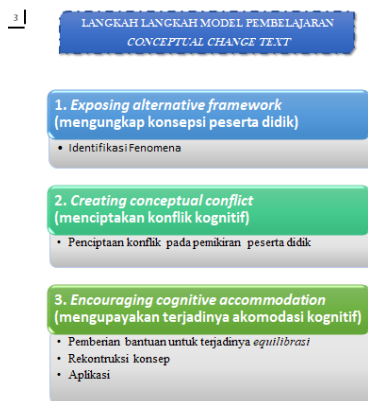 3
LANGKAH LANGKAH MODEL PEMBELAJARAN
CONCEPTUAL CHANGE TEXT
1. Exposing alternative framework
(mengungkap konsepsi peserta didik)
• Identifikasi Fenomena
2. Creating conceptual conflict
(menciptakan konflik kognitif)
• Penciptaan konflik pada pemikiran peserta didik
3. Encouraging cognitive accommodation
(mengupayakan terjadinya akomodasi kognitif)
• Pemberian bantuan untuk terjadinya equilibrasi
• Rekontruksi konsep
• Aplikasi